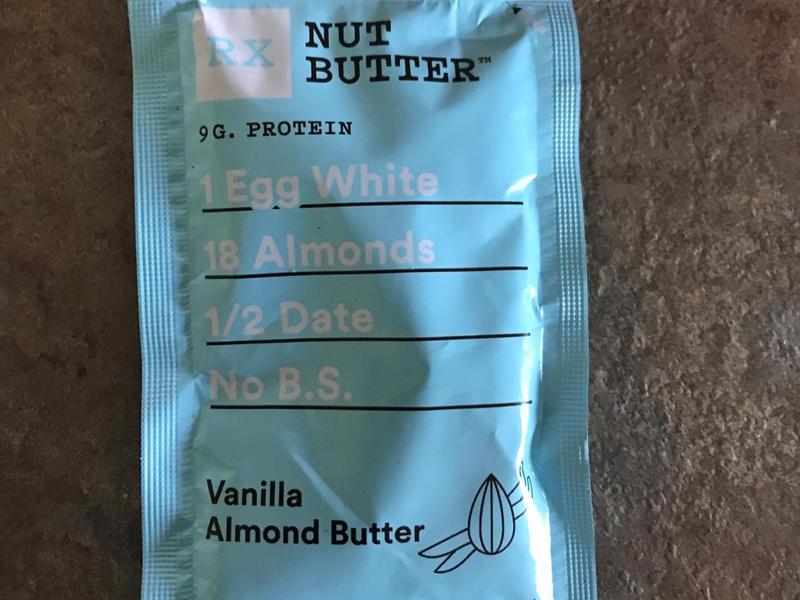 RX
NUT
BUTTER™
9G. PROTEIN
1 Egg White
18 Almonds
1/2 Date
No B.S.
Vanilla
Almond Butter